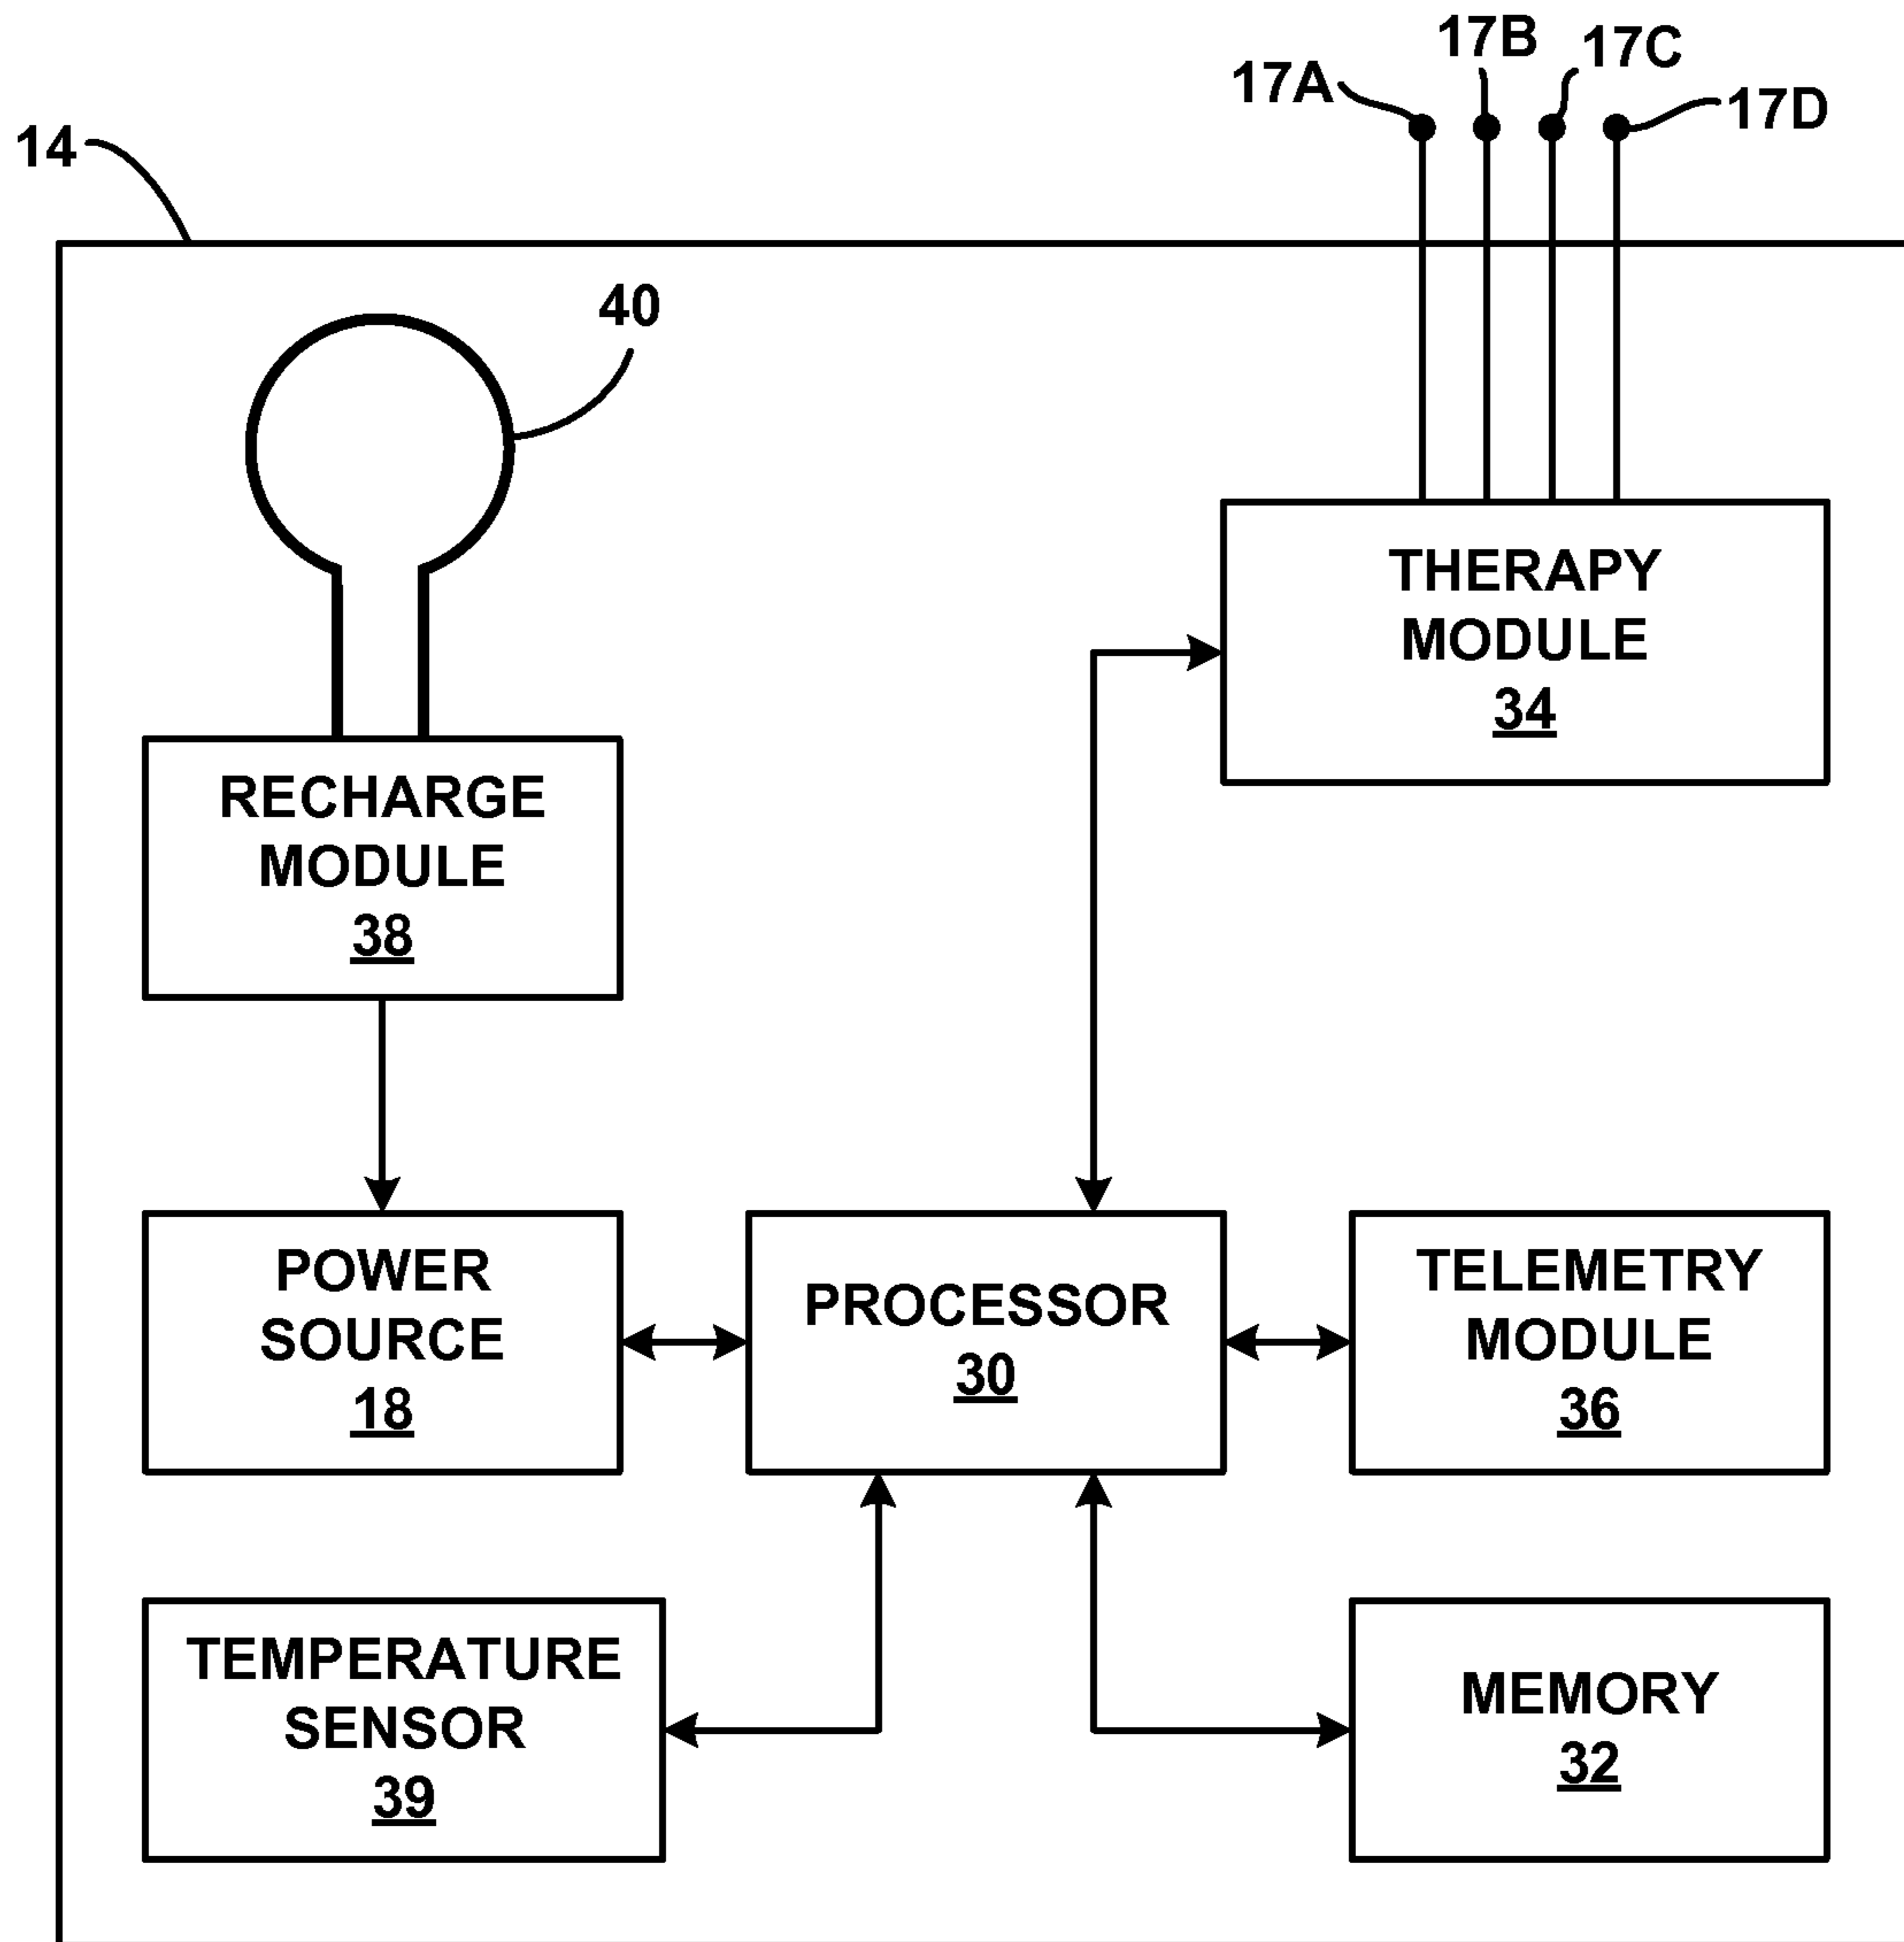 17A
17B
17C
17D
14
40
THERAPY
MODULE
34
RECHARGE
MODULE
38
POWER
SOURCE
18
PROCESSOR
30
TELEMETRY
MODULE
36
TEMPERATURE
SENSOR
39
MEMORY
32